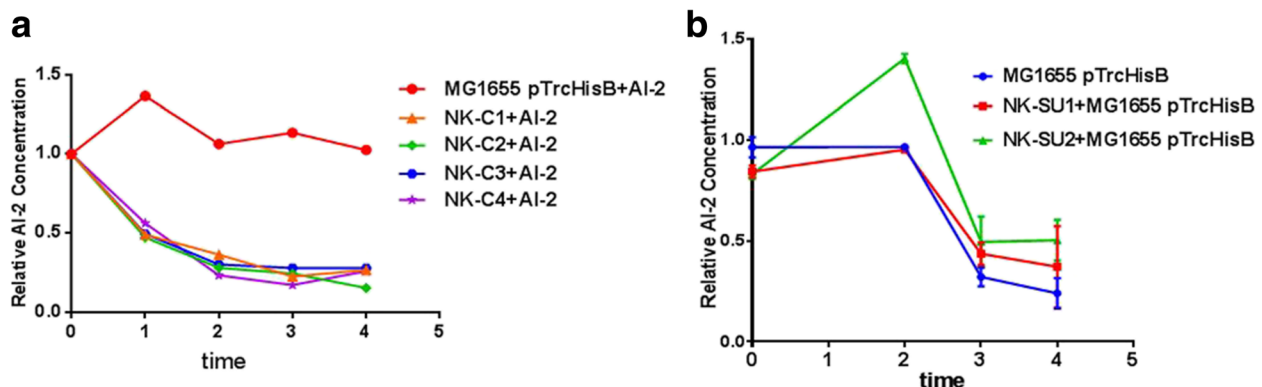 a
Relative AI-2 Concentration
1.5
1.0
0.5
0.0
0 1 2 3 4 5
time
MG1655 pTrcHisB+AI-2
NK-C1+AI-2
NK-C2+AI-2
NK-C3+AI-2
NK-C4+AI-2
b
Relative AI-2 Concentration
1.5
1.0
0.5
0.0
0 1 2 3 4 5
time
MG1655 pTrcHisB
NK-SU1+MG1655 pTrcHisB
NK-SU2+MG1655 pTrcHisB